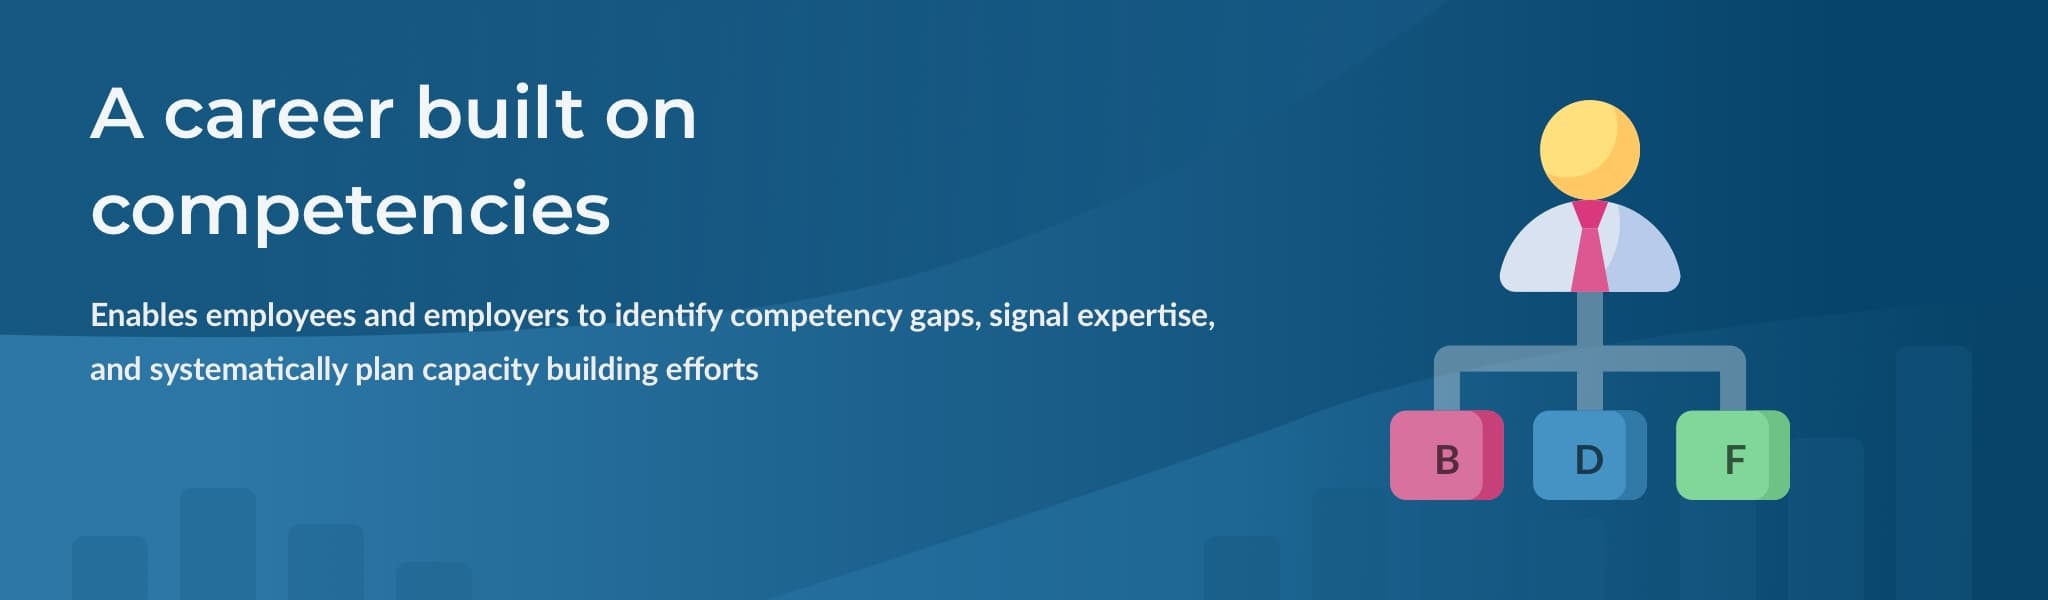 A career built on
competencies
Enables employees and employers to identify competency gaps, signal expertise,
and systematically plan capacity building efforts
B D F